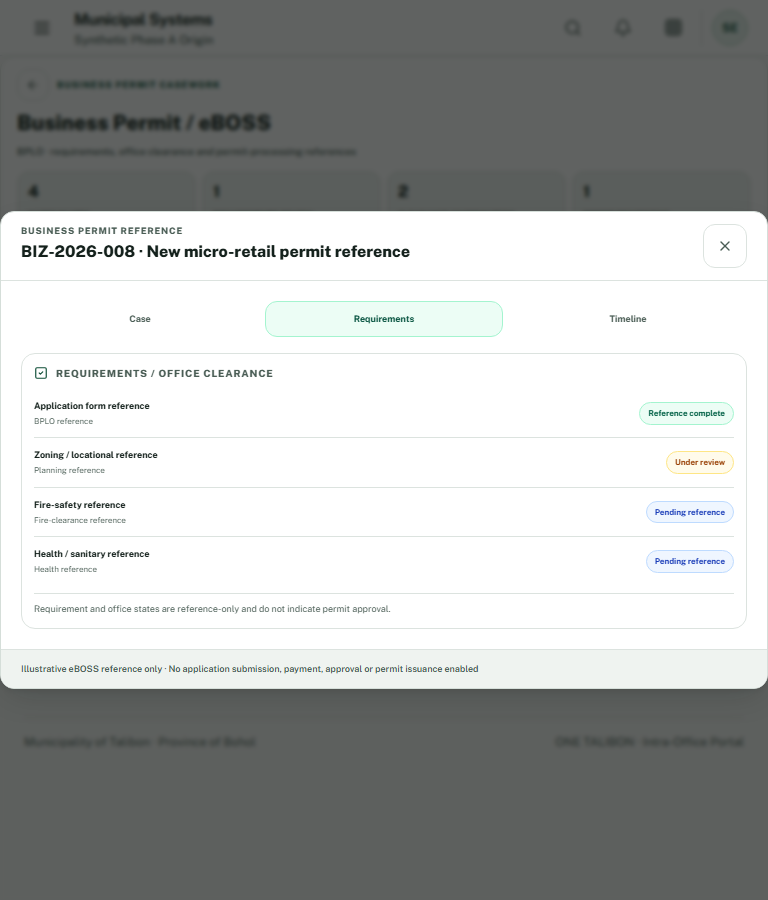 Municipal Systems
Synthetic Phase A Origin
SE
BUSINESS PERMIT CASEWORK
Business Permit / eBOSS
BPLO · requirements, office clearance and permit-processing references
4
1
2
1
BUSINESS PERMIT REFERENCE
BIZ-2026-008 · New micro-retail permit reference
Case
Requirements
Timeline
REQUIREMENTS / OFFICE CLEARANCE
Application form reference
BPLO reference
Reference complete
Zoning / locational reference
Planning reference
Under review
Fire-safety reference
Fire-clearance reference
Pending reference
Health / sanitary reference
Health reference
Pending reference
Requirement and office states are reference-only and do not indicate permit approval.
Illustrative eBOSS reference only · No application submission, payment, approval or permit issuance enabled
Municipality of Talibon · Province of Bohol
ONE TALIBON · Intra-Office Portal